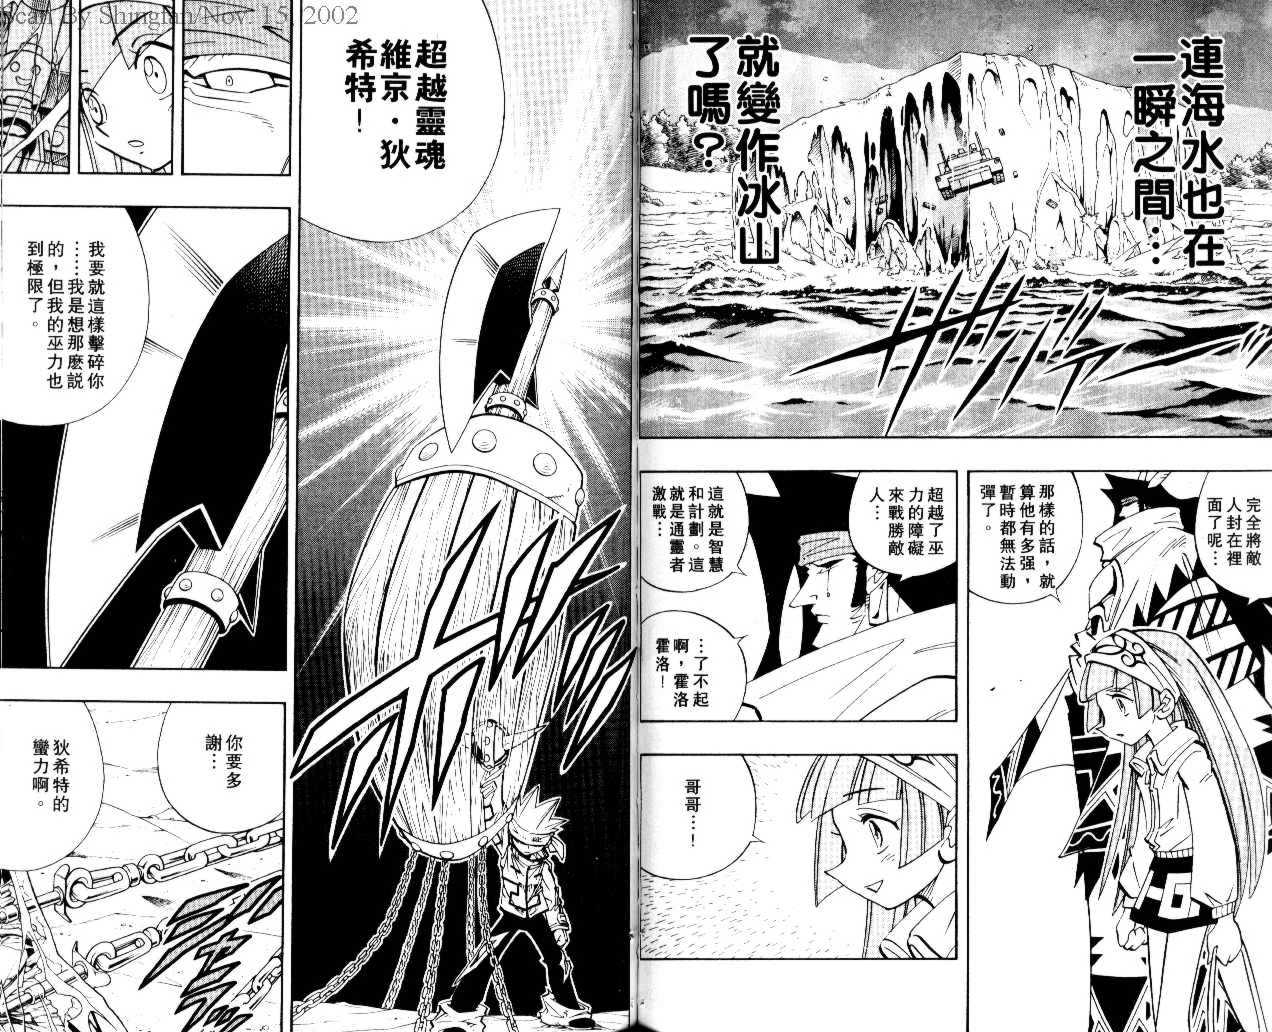 Scan By Shingfan/Nov. 15, 2002
連海水也在
一瞬之間…
就變作冰山
了嗎？
完全將敵
人封在裡
面了呢…
那樣的話，就
算他有多强，
暫時都無法動
彈了。
超越了巫
力的障礙
來戰勝敵
人…
這就是智慧
和計劃。這
就是通靈者
激戰…
…了不起
啊，霍洛
霍洛！
哥哥…！
超越靈魂
維京·狄
希特！
我要就這樣擊碎你
……我是想那麽說
的，但我的巫力也
到極限了。
你要多
謝…
狄希特的
蠻力啊。